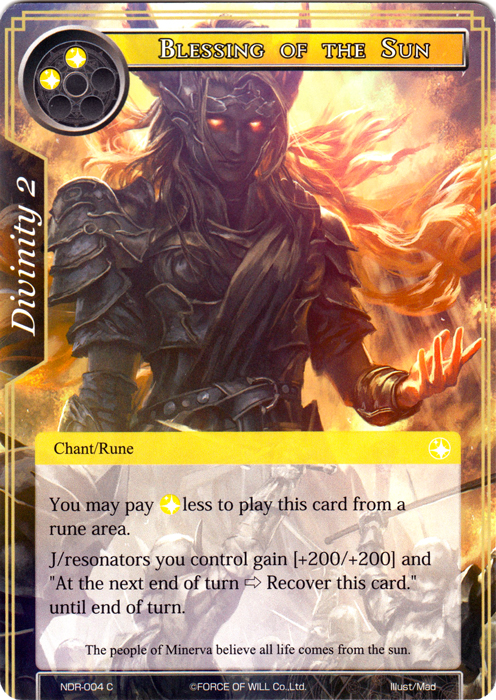 Blessing of the Sun
Divinity 2
Chant/Rune
You may pay less to play this card from a
rune area.
J/resonators you control gain [+200/+200] and
"At the next end of turn ⇨ Recover this card."
until end of turn.
The people of Minerva believe all life comes from the sun.
NDR-004 C ©FORCE OF WILL Co.,Ltd. Illust/Mad